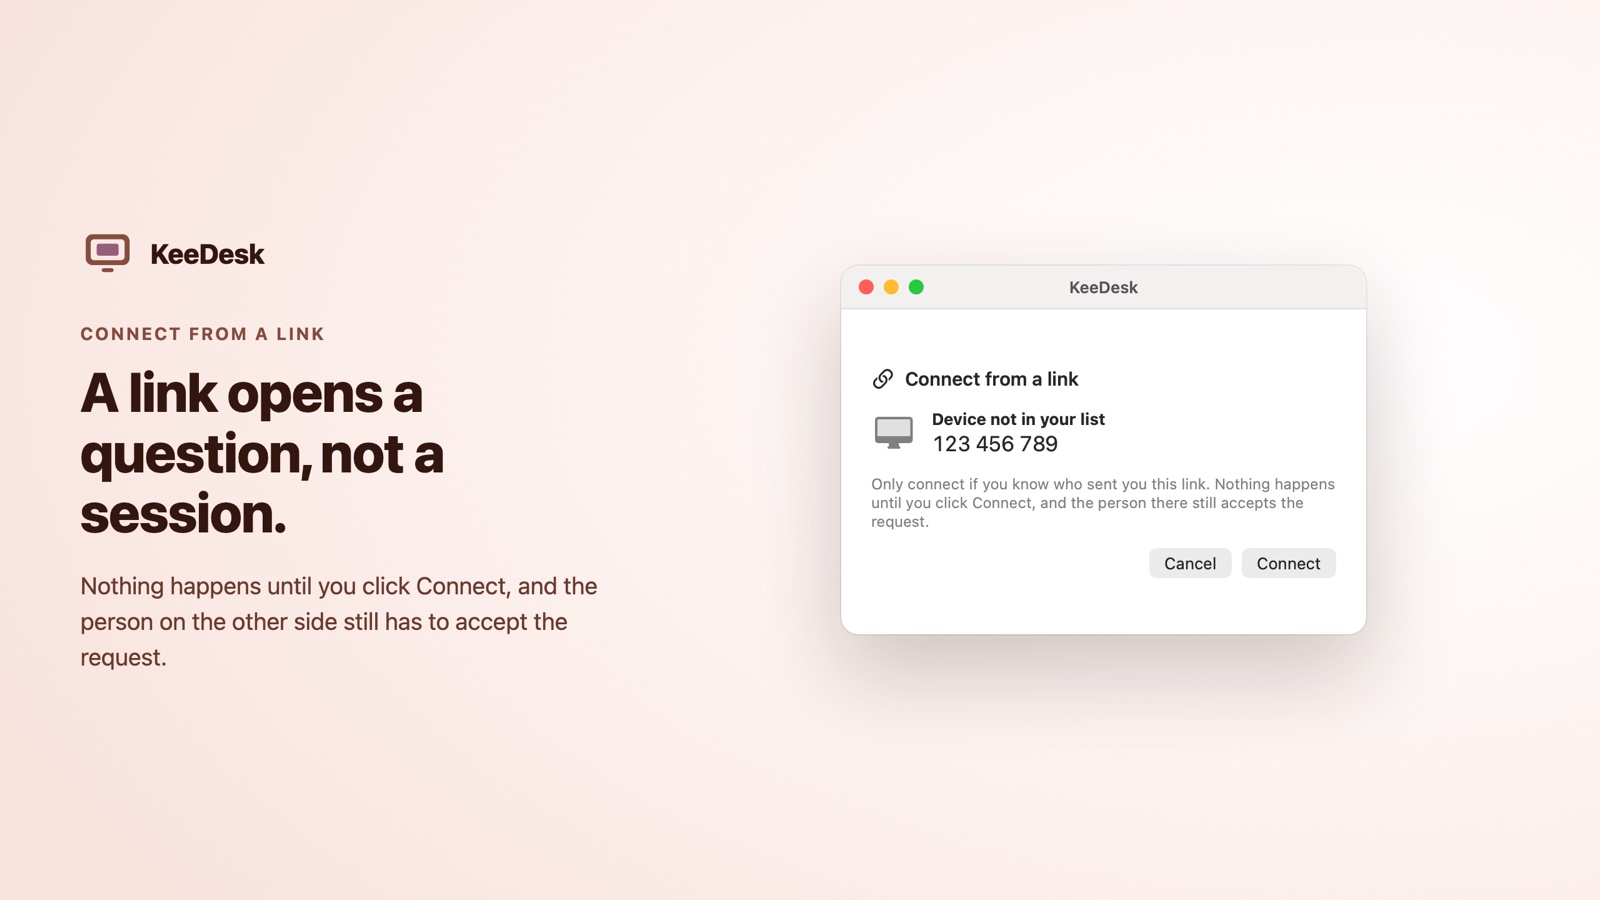 KeeDesk
CONNECT FROM A LINK
A link opens a
question, not a
session.
Nothing happens until you click Connect, and the
person on the other side still has to accept the
request.
KeeDesk
Connect from a link
Device not in your list
123 456 789
Only connect if you know who sent you this link. Nothing happens
until you click Connect, and the person there still accepts the
request.
Cancel
Connect